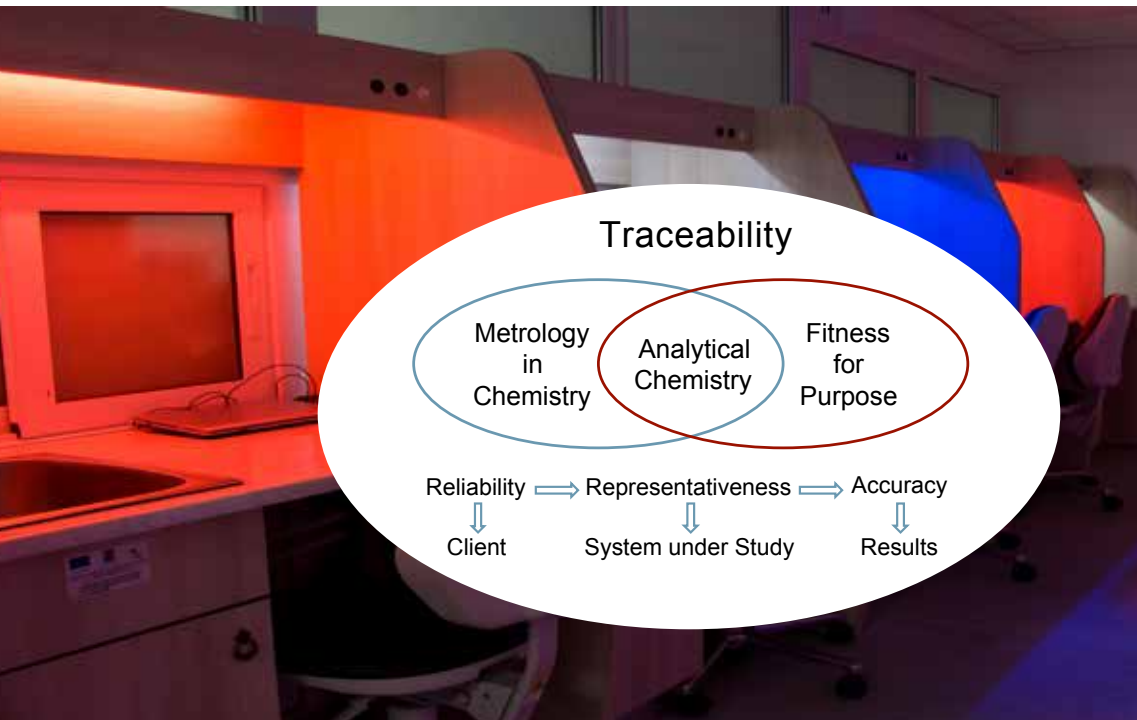 Traceability
Metrology
in
Chemistry
Analytical
Chemistry
Fitness
for
Purpose
Reliability
Representativeness
Accuracy
Client
System under Study
Results